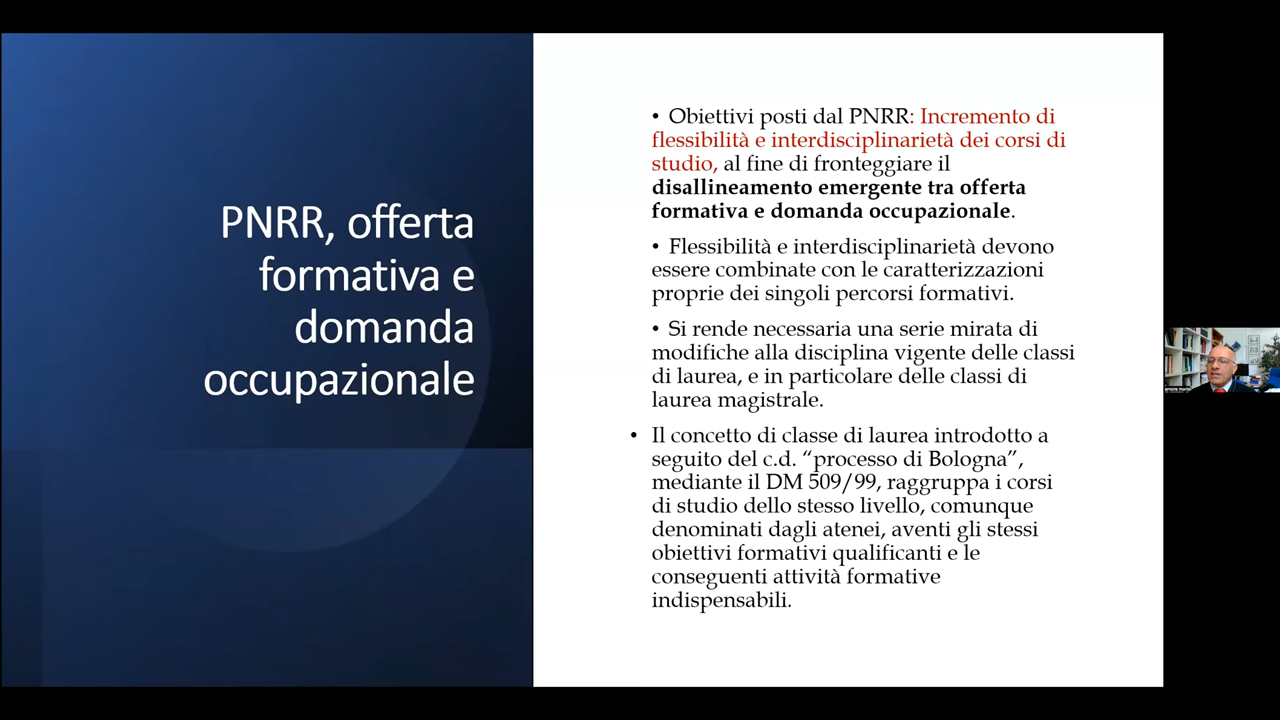 PNRR, offerta
formativa e
domanda
occupazionale
• Obiettivi posti dal PNRR: Incremento di
flessibilità e interdisciplinarietà dei corsi di
studio, al fine di fronteggiare il
disallineamento emergente tra offerta
formativa e domanda occupazionale.
• Flessibilità e interdisciplinarietà devono
essere combinate con le caratterizzazioni
proprie dei singoli percorsi formativi.
• Si rende necessaria una serie mirata di
modifiche alla disciplina vigente delle classi
di laurea, e in particolare delle classi di
laurea magistrale.
• Il concetto di classe di laurea introdotto a
seguito del c.d. “processo di Bologna”,
mediante il DM 509/99, raggruppa i corsi
di studio dello stesso livello, comunque
denominati dagli atenei, aventi gli stessi
obiettivi formativi qualificanti e le
conseguenti attività formative
indispensabili.